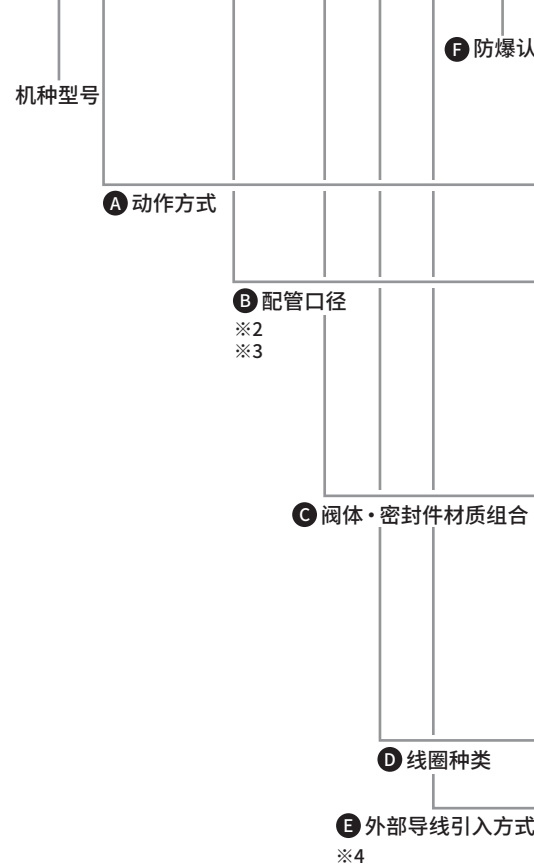 F 防爆认
机种型号
A 动作方式
B 配管口径
※2
※3
C 阀体・密封件材质组合
D 线圈种类
E 外部导线引入方式
※4